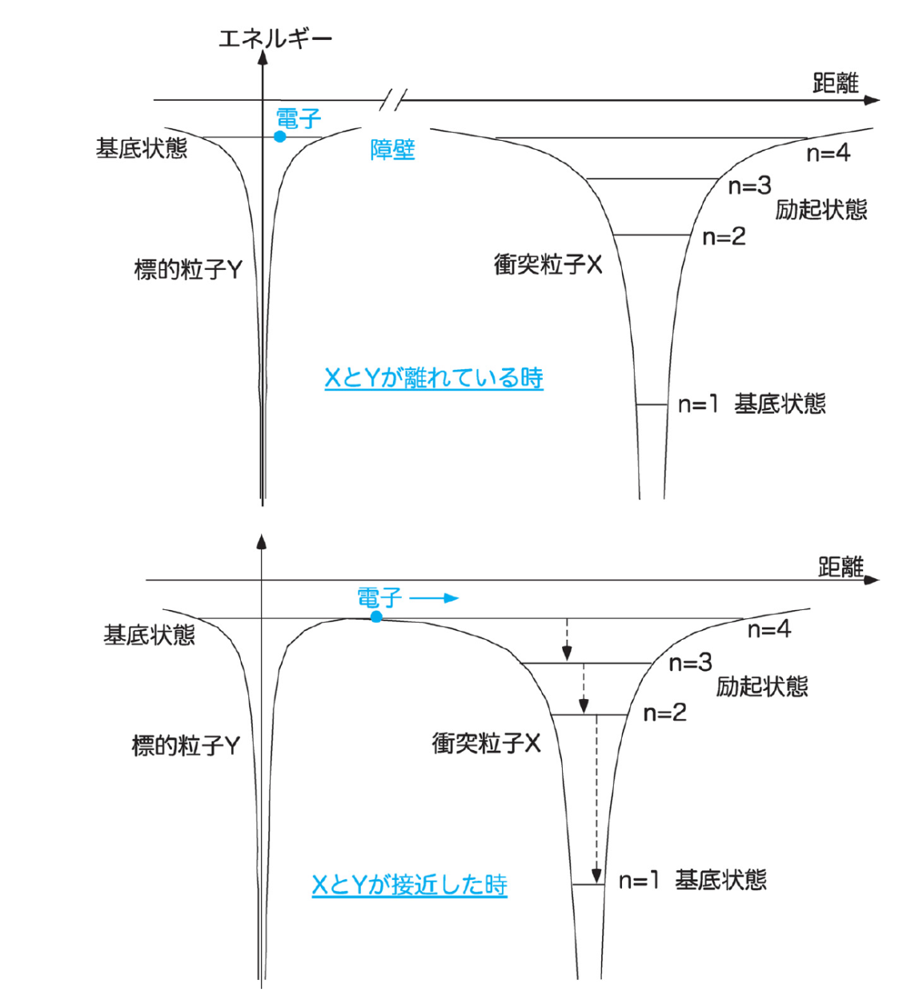 エネルギー
距離
電子
基底状態
障壁
n=4
n=3
励起状態
n=2
標的粒子Y
衝突粒子X
XとYが離れている時
n=1 基底状態
距離
電子
基底状態
n=4
n=3
励起状態
n=2
標的粒子Y
衝突粒子X
XとYが接近した時
n=1 基底状態